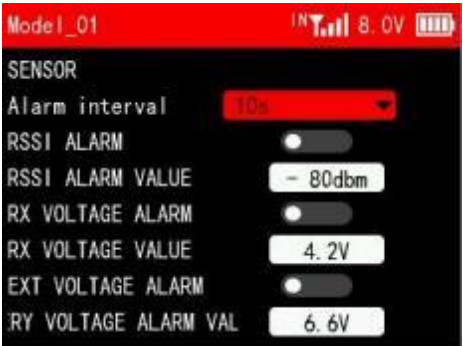 Model_01 IN 8.0V
SENSOR
Alarm interval 10s
RSSI ALARM
RSSI ALARM VALUE - 80dbm
RX VOLTAGE ALARM
RX VOLTAGE VALUE 4.2V
EXT VOLTAGE ALARM
RY VOLTAGE ALARM VAL 6.6V